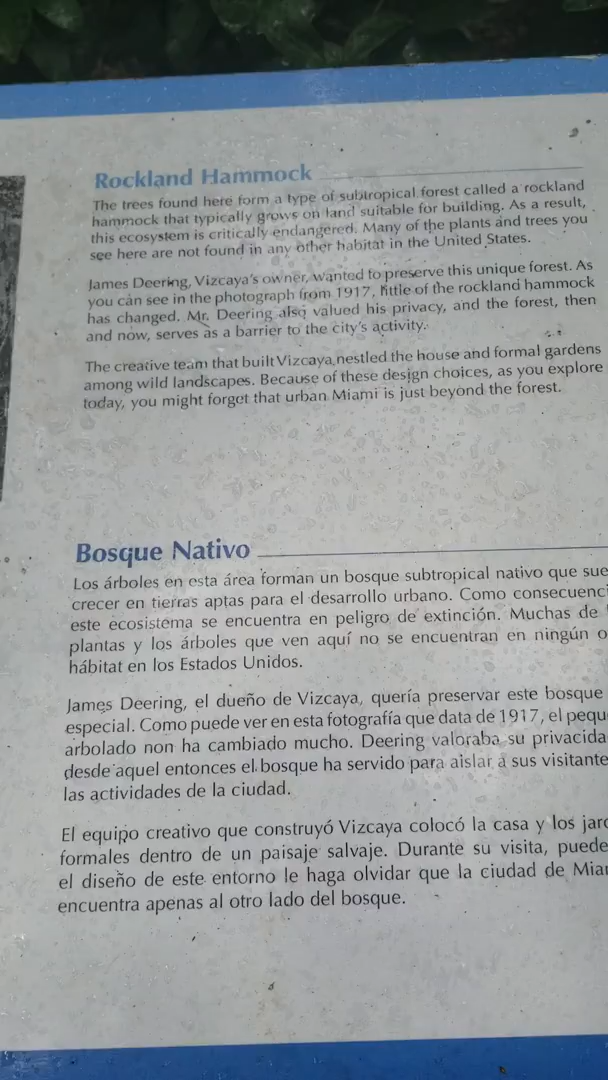 Rockland Hammock
The trees found here form a type of subtropical forest called a rockland
hammock that typically grows on land suitable for building. As a result,
this ecosystem is critically endangered. Many of the plants and trees you
see here are not found in any other habitat in the United States.
James Deering, Vizcaya's owner, wanted to preserve this unique forest. As
you can see in the photograph from 1917, little of the rockland hammock
has changed. Mr. Deering also valued his privacy, and the forest, then
and now, serves as a barrier to the city's activity.
The creative team that built Vizcaya nestled the house and formal gardens
among wild landscapes. Because of these design choices, as you explore
today, you might forget that urban Miami is just beyond the forest.
Bosque Nativo
Los árboles en esta área forman un bosque subtropical nativo que sue
crecer en tierras aptas para el desarrollo urbano. Como consecuenci
este ecosistema se encuentra en peligro de extinción. Muchas de
plantas y los árboles que ven aquí no se encuentran en ningún o
hábitat en los Estados Unidos.
James Deering, el dueño de Vizcaya, quería preservar este bosque
especial. Como puede ver en esta fotografía que data de 1917, el pequ
arbolado non ha cambiado mucho. Deering valoraba su privacida
desde aquel entonces el bosque ha servido para aislar a sus visitante
las actividades de la ciudad.
El equipo creativo que construyó Vizcaya colocó la casa y los jard
formales dentro de un paisaje salvaje. Durante su visita, puede
el diseño de este entorno le haga olvidar que la ciudad de Miam
encuentra apenas al otro lado del bosque.